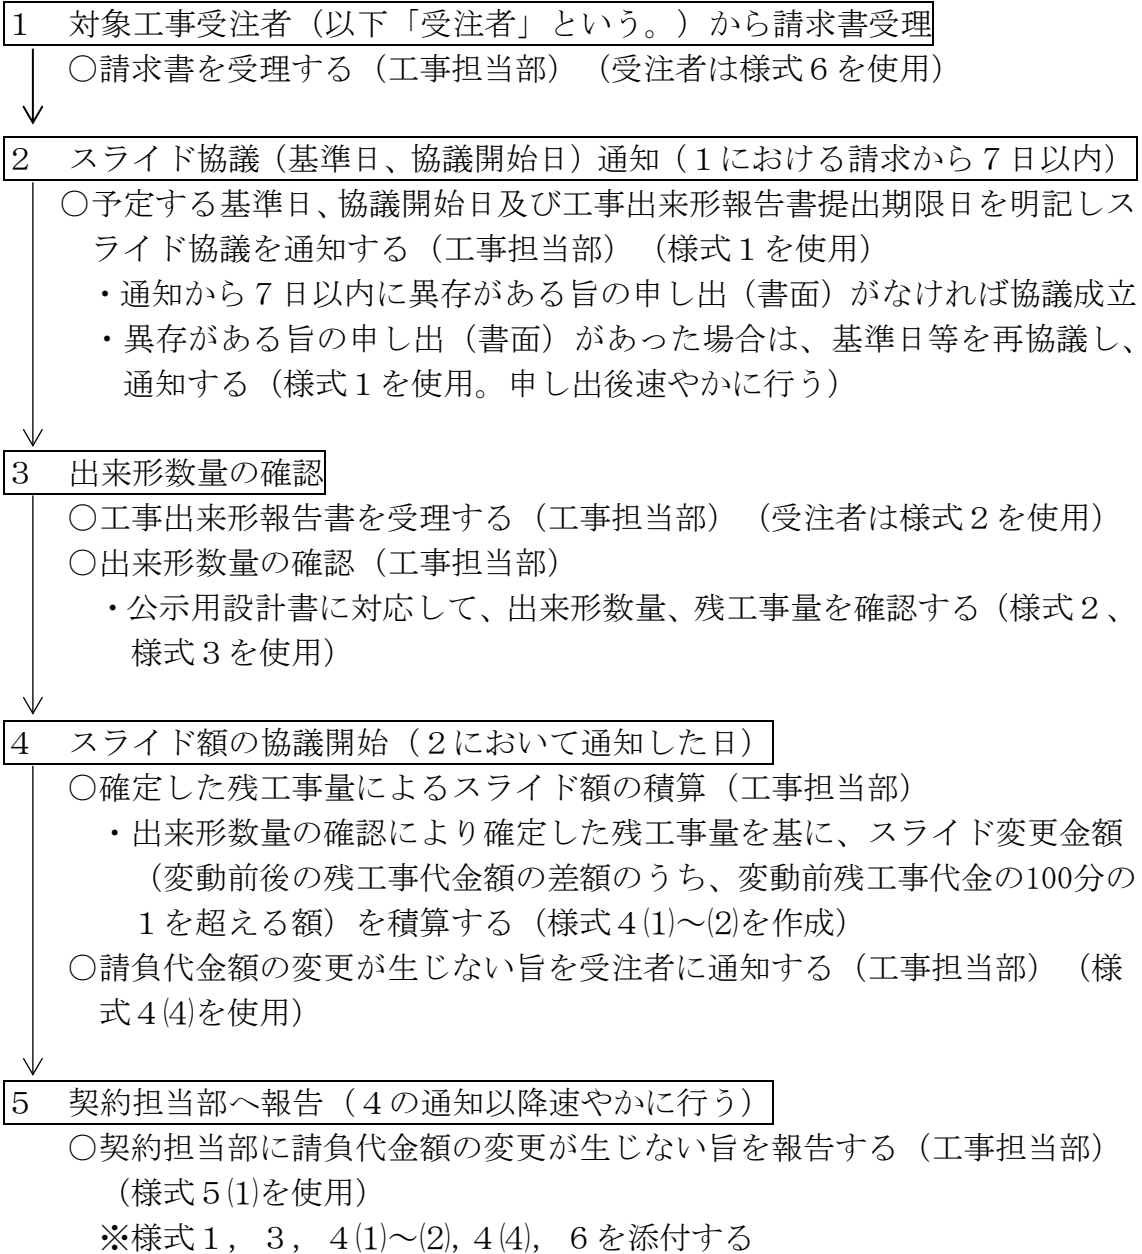 １　対象工事受注者（以下「受注者」という。）から請求書受理
○請求書を受理する（工事担当部）（受注者は様式６を使用）
２　スライド協議（基準日、協議開始日）通知（１における請求から７日以内）
○予定する基準日、協議開始日及び工事出来形報告書提出期限日を明記しス
ライド協議を通知する（工事担当部）（様式１を使用）
・通知から７日以内に異存がある旨の申し出（書面）がなければ協議成立
・異存がある旨の申し出（書面）があった場合は、基準日等を再協議し、
通知する（様式１を使用。申し出後速やかに行う）
３　出来形数量の確認
○工事出来形報告書を受理する（工事担当部）（受注者は様式２を使用）
○出来形数量の確認（工事担当部）
・公示用設計書に対応して、出来形数量、残工事量を確認する（様式２、
様式３を使用）
４　スライド額の協議開始（２において通知した日）
○確定した残工事量によるスライド額の積算（工事担当部）
・出来形数量の確認により確定した残工事量を基に、スライド変更金額
（変動前後の残工事代金額の差額のうち、変動前残工事代金の100分の
１を超える額）を積算する（様式４⑴～⑵を作成）
○請負代金額の変更が生じない旨を受注者に通知する（工事担当部）（様
式４⑷を使用）
５　契約担当部へ報告（４の通知以降速やかに行う）
○契約担当部に請負代金額の変更が生じない旨を報告する（工事担当部）
（様式５⑴を使用）
※様式１，３，４⑴～⑵,４⑷，６を添付する